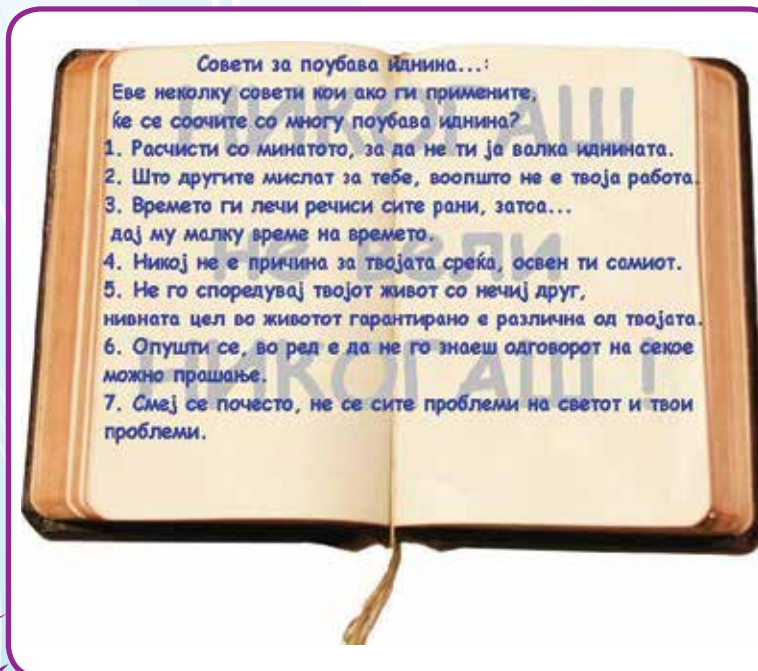 Совети за поубава иднина...:
Еве неколку совети кои ако ги примените,
ќе се соочите со многу поубава иднина?
1. Расчисти со минатото, за да не ти ја валка иднината.
2. Што другите мислат за тебе, воопшто не е твоја работа.
3. Времето ги лечи речиси сите рани, затоа...
дај му малку време на времето.
4. Никој не е причина за твојата среќа, освен ти самиот.
5. Не го споредувај твојот живот со нечиј друг,
нивната цел во животот гарантирано е различна од твојата.
6. Опушти се, во ред е да не го знаеш одговорот на секое
можно прашање.
7. Смеј се почесто, не се сите проблеми на светот и твои
проблеми.
НИКОГАШ
не вели
НИКОГАШ !